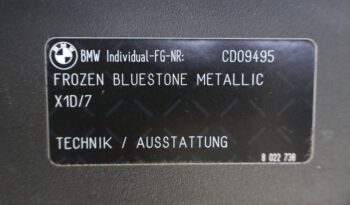 BMW Individual-FG-NR: CD09495
FROZEN BLUESTONE METALLIC
X1D/7
TECHNIK / AUSSTATTUNG
8 022 738